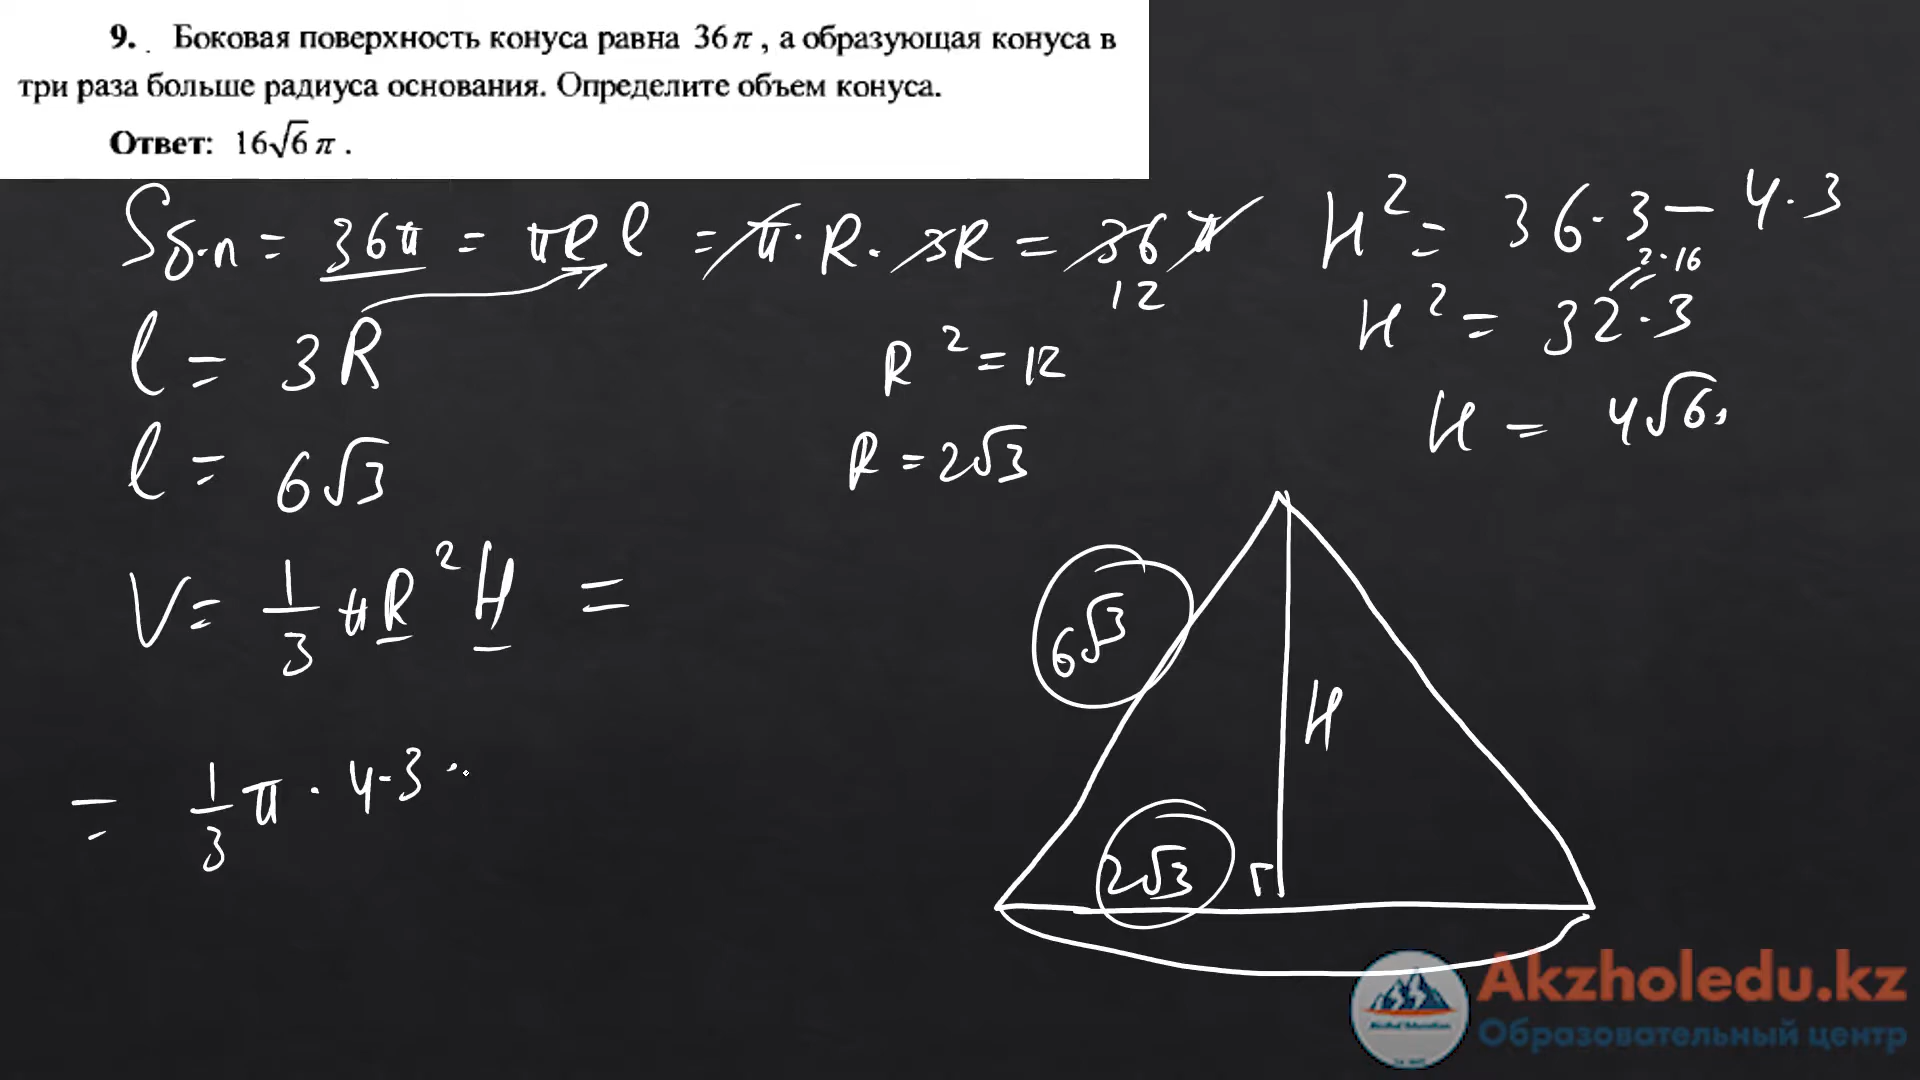 9. Боковая поверхность конуса равна 36π, а образующая конуса в
три раза больше радиуса основания. Определите объем конуса.
Ответ: 16√6π.
Sб.п = 36π = πRl = π · R · 3R = 36π
12
l = 3R
R² = 12
l = 6√3
R = 2√3
V = 1/3 πR²H =
= 1/3 π · 4·3 ·
H² = 36·3 − 4·3
2·16
H² = 32·3
H = 4√6,
6√3
H
2√3
Akzholedu.kz
Образовательный центр